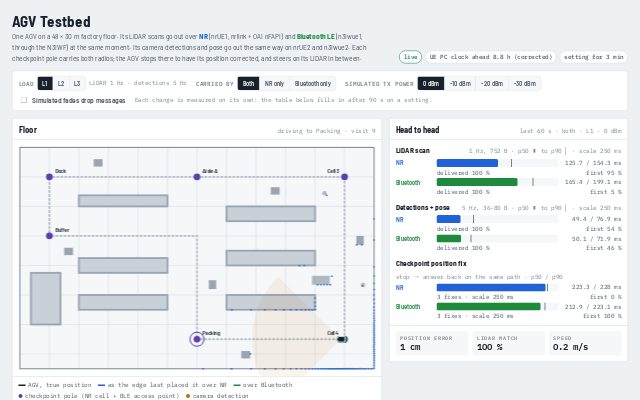 AGV Testbed
One AGV on a 48 × 30 m factory floor. Its LiDAR scans go out over NR (nrUE1, nrlink + OAI nFAPI) and Bluetooth LE (n3iwue1,
through the N3IWF) at the same moment. Its camera detections and pose go out the same way on nrUE2 and n3iwue2. Each
checkpoint pole carries both radios; the AGV stops there to have its position corrected, and steers on its LiDAR in between.
live
UE PC clock ahead 8.8 h (corrected)
setting for 3 min
LOAD L1 L2 L3 LiDAR 1 Hz · detections 5 Hz CARRIED BY Both NR only Bluetooth only SIMULATED TX POWER 0 dBm -10 dBm -20 dBm -30 dBm
Simulated fades drop messages Each change is measured on its own: the table below fills in after 90 s on a setting.
Floor
driving to Packing · visit 9
Dock
Aisle A
Cell 3
Buffer
Packing
Cell 4
AGV, true position as the edge last placed it over NR over Bluetooth
checkpoint pole (NR cell + BLE access point) camera detection
Head to head
last 60 s · both · L1 · 0 dBm
LiDAR scan
1 Hz, 752 B · p50
to p90
· scale 250 ms
NR 125.7 / 154.3 ms
delivered 100 % first 95 %
Bluetooth 165.4 / 199.1 ms
delivered 100 % first 5 %
Detections + pose
5 Hz, 36-80 B · p50
to p90
· scale 250 ms
NR 49.4 / 76.9 ms
delivered 100 % first 54 %
Bluetooth 50.1 / 71.9 ms
delivered 100 % first 46 %
Checkpoint position fix
stop → answer back on the same path · p50 / p90
NR 223.3 / 228 ms
3 fixes · scale 250 ms first 0 %
Bluetooth 212.9 / 223.1 ms
3 fixes · scale 250 ms first 100 %
POSITION ERROR
1 cm
LIDAR MATCH
100 %
SPEED
0.2 m/s